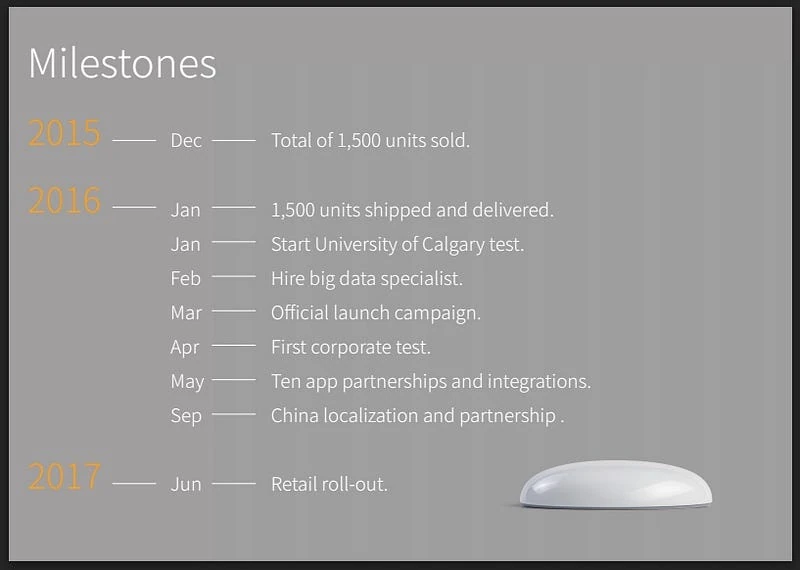 Milestones
2015 Dec Total of 1,500 units sold.
2016 Jan 1,500 units shipped and delivered.
Jan Start University of Calgary test.
Feb Hire big data specialist.
Mar Official launch campaign.
Apr First corporate test.
May Ten app partnerships and integrations.
Sep China localization and partnership .
2017 Jun Retail roll-out.